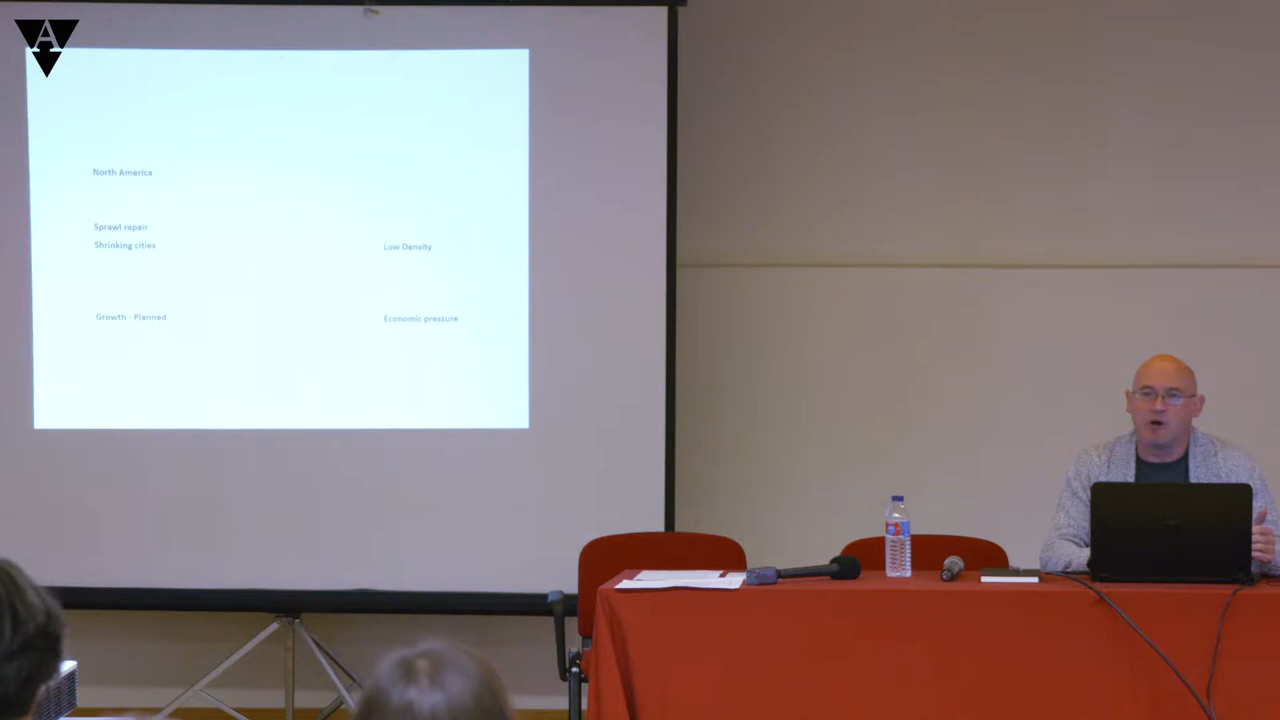 A
North America
Sprawl repair
Shrinking cities
Low Density
Growth - Planned
Economic pressure